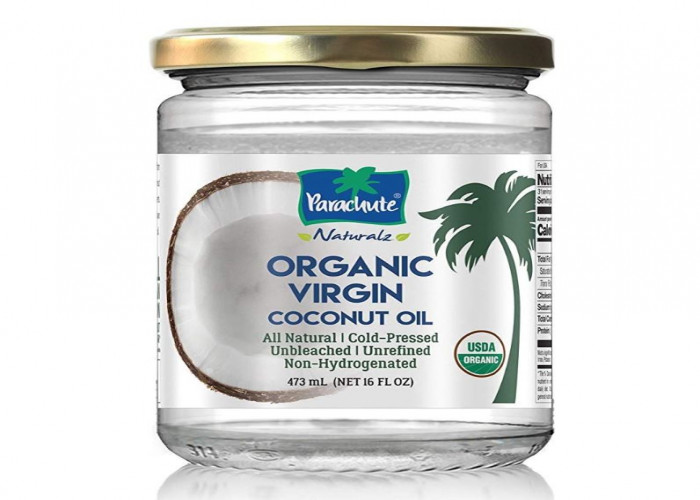 Parachute®
Naturalz
ORGANIC
VIRGIN
COCONUT OIL
All Natural | Cold-Pressed
Unbleached | Unrefined
Non-Hydrogenated
473 mL (NET 16 FL OZ)
USDA
ORGANIC